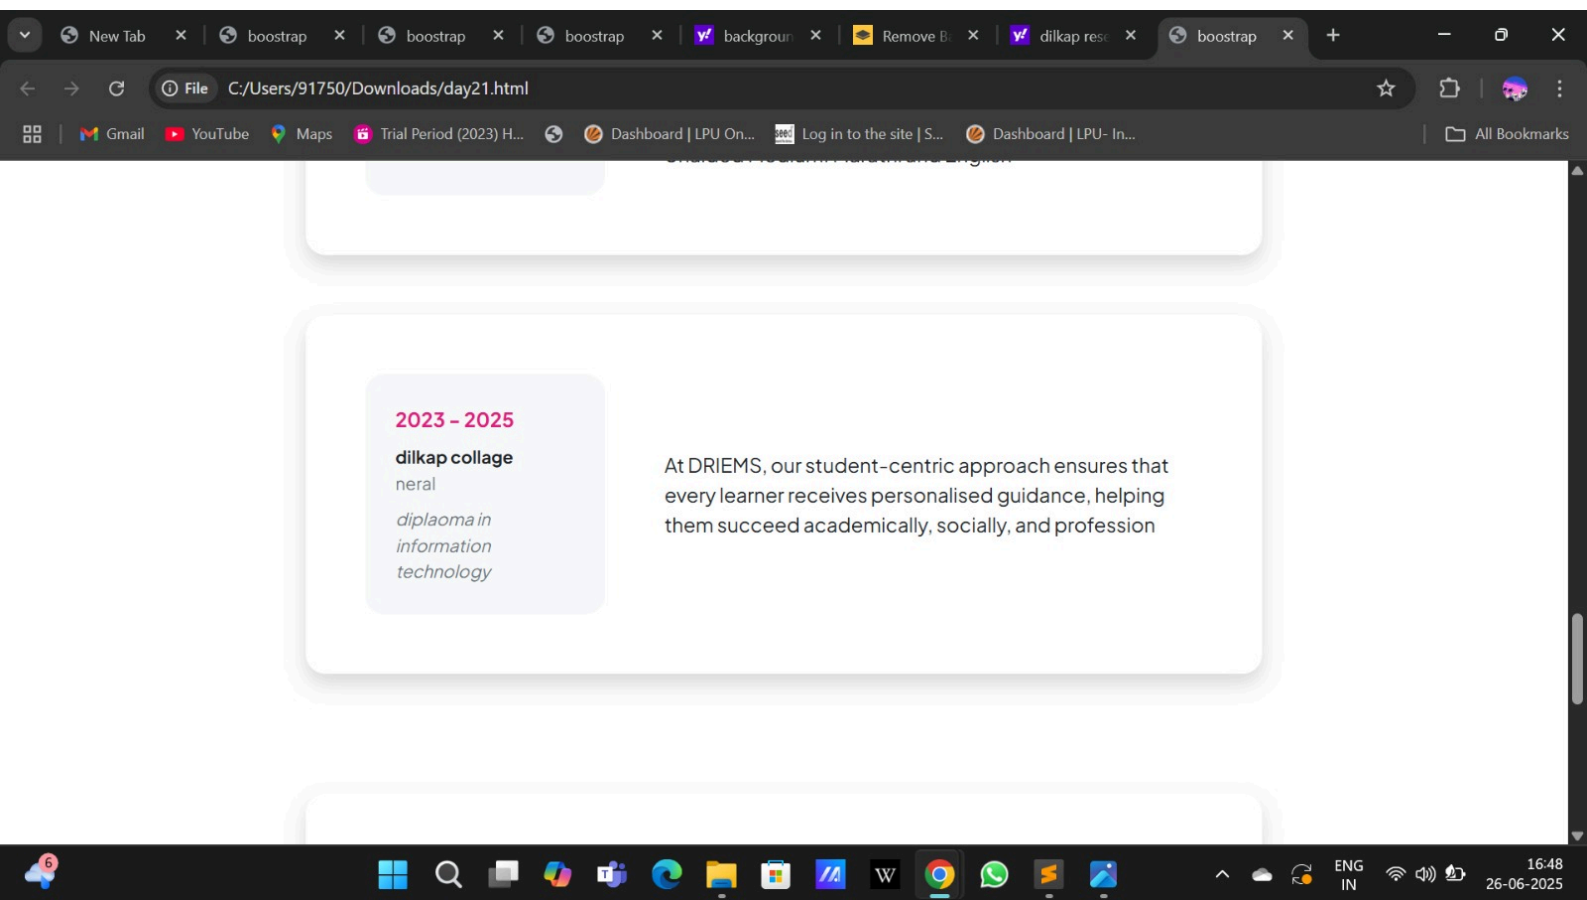 New Tab
boostrap
boostrap
boostrap
backgroun
Remove B
dilkap rese
boostrap
File
C:/Users/91750/Downloads/day21.html
Gmail
YouTube
Maps
Trial Period (2023) H...
Dashboard | LPU On...
Log in to the site | S...
Dashboard | LPU- In...
All Bookmarks
2023 – 2025
dilkap collage
neral
diplaoma in
information
technology
At DRIEMS, our student-centric approach ensures that
every learner receives personalised guidance, helping
them succeed academically, socially, and profession
6
ENG
IN
16:48
26-06-2025